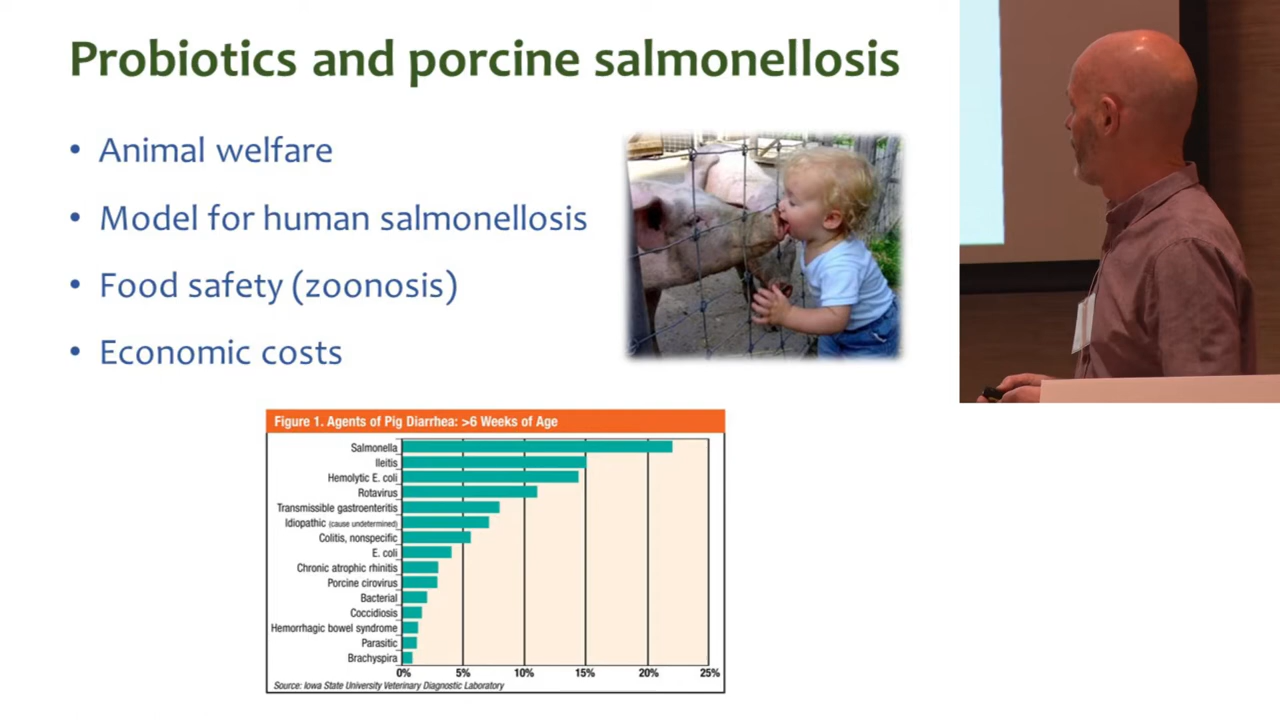 Probiotics and porcine salmonellosis
• Animal welfare
• Model for human salmonellosis
• Food safety (zoonosis)
• Economic costs
Figure 1. Agents of Pig Diarrhea: >6 Weeks of Age
Salmonella
Ileitis
Hemolytic E. coli
Rotavirus
Transmissible gastroenteritis
Idiopathic (cause undetermined)
Colitis, nonspecific
E. coli
Chronic atrophic rhinitis
Porcine cirovirus
Bacterial
Coccidiosis
Hemorrhagic bowel syndrome
Parasitic
Brachyspira
0% 5% 10% 15% 20% 25%
Source: Iowa State University Veterinary Diagnostic Laboratory